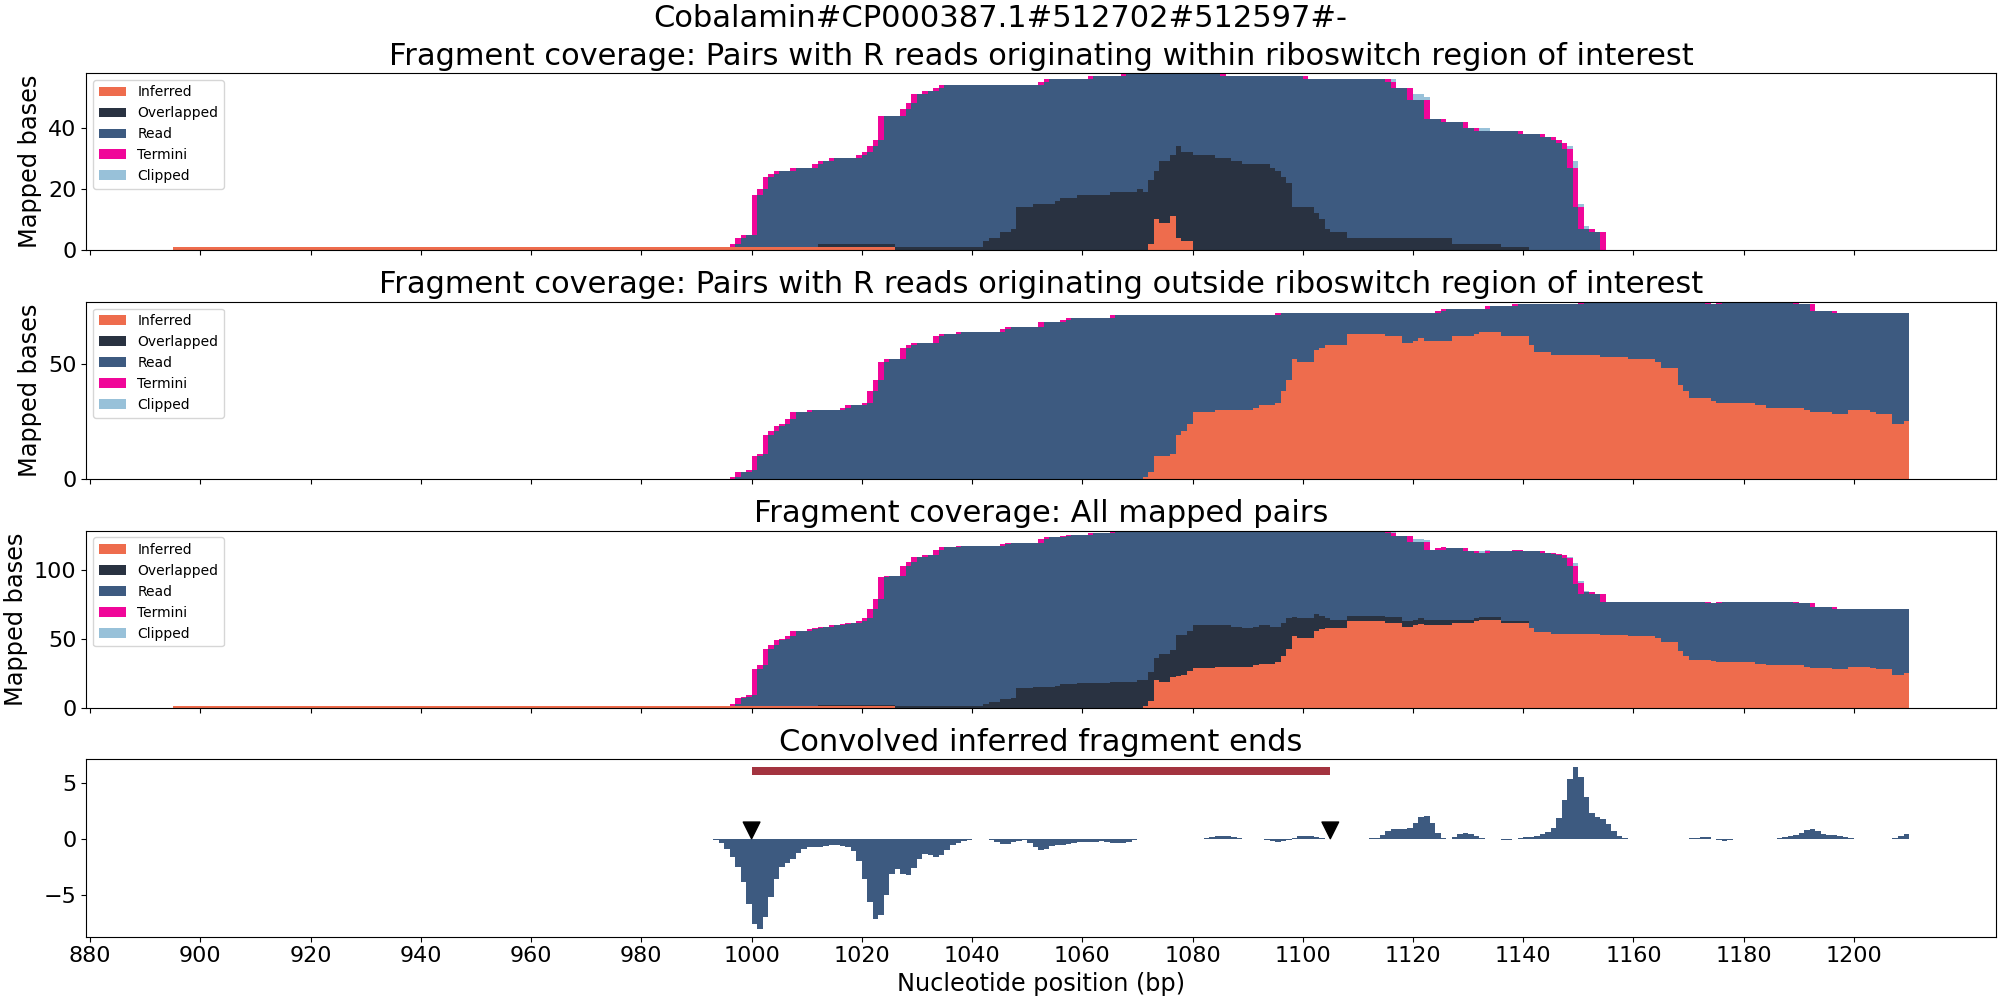 Cobalamin#CP000387.1#512702#512597#-
Fragment coverage: Pairs with R reads originating within riboswitch region of interest
Mapped bases
40
20
0
Inferred
Overlapped
Read
Termini
Clipped
Fragment coverage: Pairs with R reads originating outside riboswitch region of interest
Mapped bases
50
0
Inferred
Overlapped
Read
Termini
Clipped
Fragment coverage: All mapped pairs
Mapped bases
100
50
0
Inferred
Overlapped
Read
Termini
Clipped
Convolved inferred fragment ends
5
0
−5
880 900 920 940 960 980 1000 1020 1040 1060 1080 1100 1120 1140 1160 1180 1200
Nucleotide position (bp)